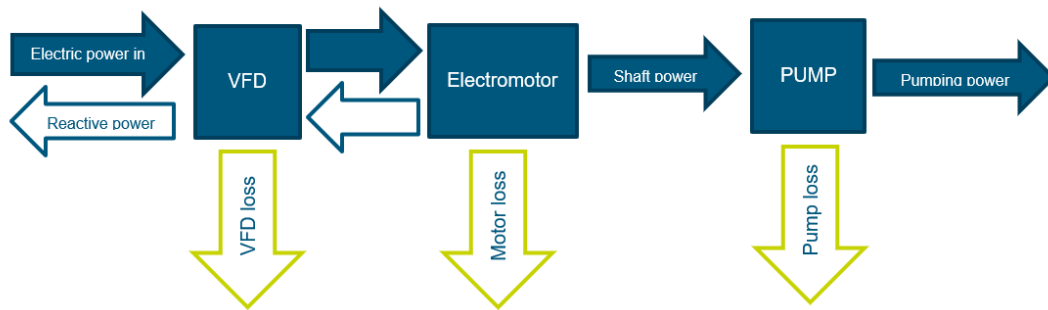 Electric power in
VFD
Electromotor
Shaft power
PUMP
Pumping power
Reactive power
VFD loss
Motor loss
Pump loss